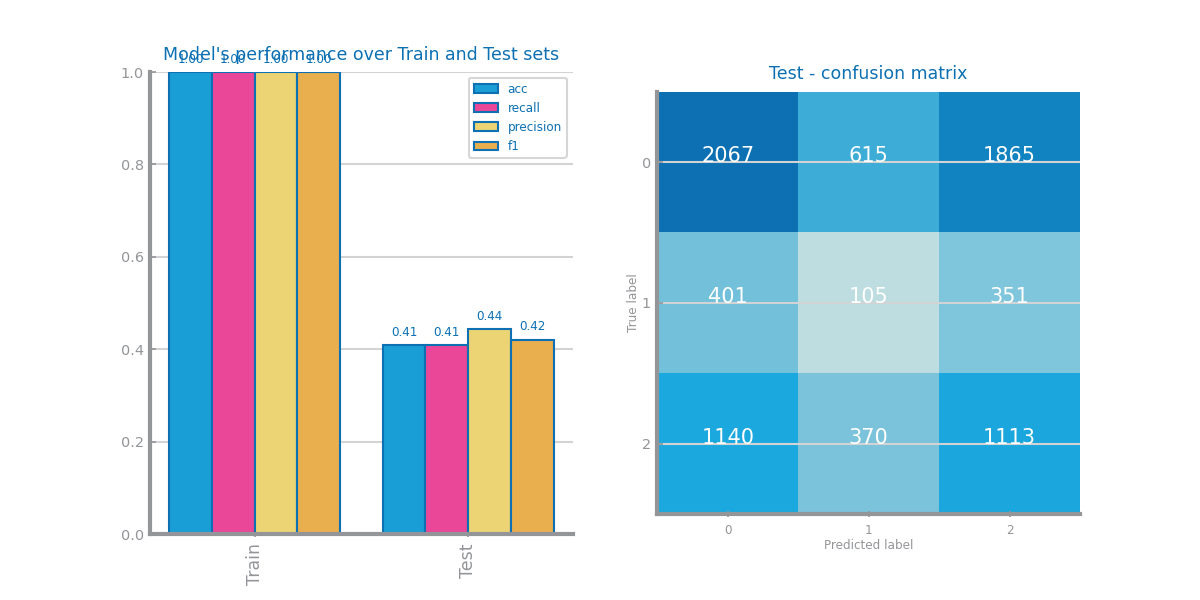 Model's performance over Train and Test sets
1.00 1.00 1.00 1.00
1.0
0.8
0.6
0.4
0.2
0.0
acc
recall
precision
f1
0.41 0.41 0.44 0.42
Train Test
Test - confusion matrix
True label
0 2067 615 1865
1 401 105 351
2 1140 370 1113
0 1 2
Predicted label